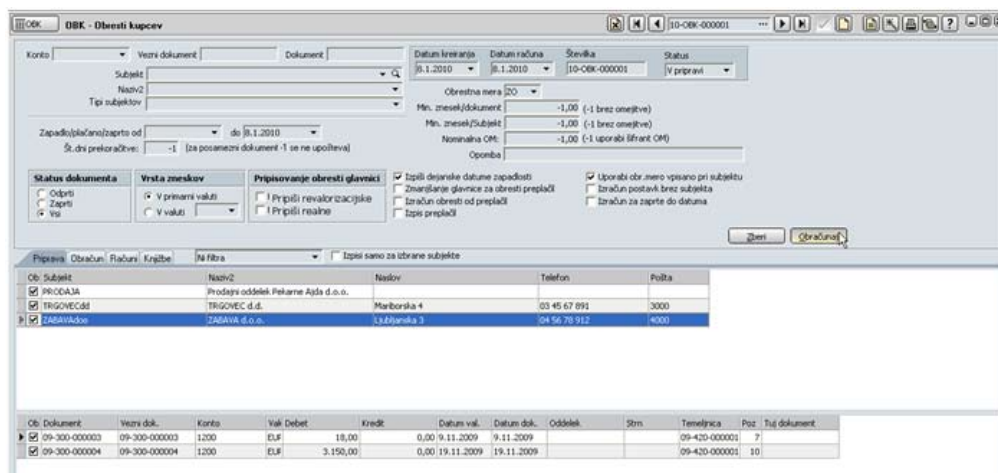 OBK OBK - Obresti kupcev 10-OBK-000001
Konto Vezni dokument Dokument Datum kreiranja Datum računa Številka Status
8.1.2010 8.1.2010 10-OBK-000001 V pripravi
Subjekt
Naziv2
Tipi subjektov
Obrestna mera ZO
Min. znesek/dokument -1,00 (-1 brez omejitve)
Min. znesek/Subjekt -1,00 (-1 brez omejitve)
Nominalna OM: -1,00 (-1 uporabi šifrant OM)
Opomba
Zapadlo/plačano/zaprto od do 8.1.2010
Št.dni prekoračitve: -1 (za posamezni dokument -1 se ne upošteva)
Status dokumenta
Odprti
Zaprti
Vsi
Vrsta zneskov
V primarni valuti
V valuti
Pripisovanje obresti glavnici
! Pripiši revalorizacijske
! Pripiši realne
Izpiši dejanske datume zapadlosti
Zmanjšanje glavnice za obresti preplačil
Izračun obresti od preplačil
Izpis preplačil
Uporabi obr.mero vpisano pri subjektu
Izračun postavk brez subjekta
Izračun za zaprte do datuma
Zberi Obračunaj
Priprava Obračun Računi Knjižbe Ni filtra Izpisi samo za izbrane subjekte
Ob Subjekt Naziv2 Naslov Telefon Pošta
PRODAJA Prodajni oddelek Pekarne Ajda d.o.o.
TRGOVECdd TRGOVEC d.d. Mariborska 4 03 45 67 891 3000
ZABAVAdoo ZABAVA d.o.o. Ljubljanska 3 04 56 78 912 4000
Ob Dokument Vezni dok. Konto Val Debet Kredit Datum val. Datum dok. Oddelek Strn Temeljnica Poz Tuj dokument
09-300-000003 09-300-000003 1200 EUF 18,00 0,00 9.11.2009 9.11.2009 09-420-000001 7
09-300-000004 09-300-000004 1200 EUF 3.150,00 0,00 19.11.2009 19.11.2009 09-420-000001 10